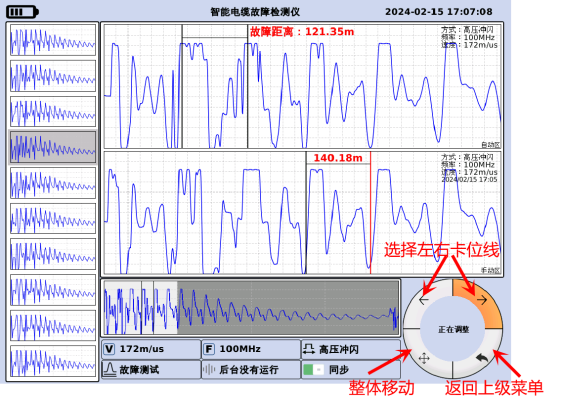 智能电缆故障检测仪
2024-02-15 17:07:08
故障距离：121.35m
方式：高压冲闪
频率：100MHz
速度：172m/us
自动区
140.18m
方式：高压冲闪
频率：100MHz
速度：172m/us
2024/02/15 17:05
手动区
选择左右卡位线
正在调整
V 172m/us
F 100MHz
高压冲闪
故障测试
后台没有运行
同步
整体移动
返回上级菜单